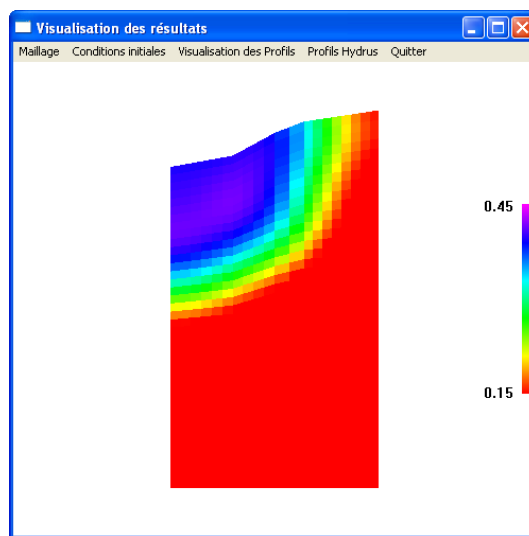 Visualisation des résultats
Maillage Conditions initiales Visualisation des Profils Profils Hydrus Quitter
0.45
0.15